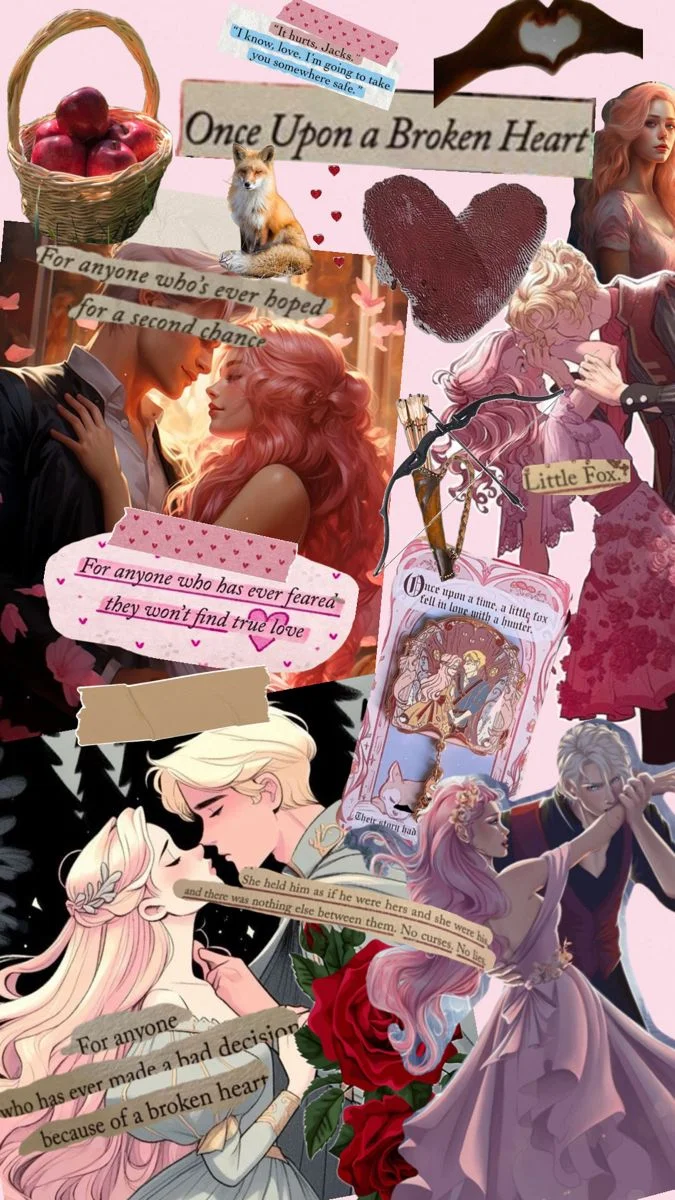 "It hurts, Jacks."
"I know, love. I'm going to take
you somewhere safe."
Once Upon a Broken Heart
For anyone who's ever hoped
for a second chance
Little Fox.
For anyone who has ever feared
they won't find true love
Once upon a time, a little fox
fell in love with a hunter.
Their story had
She held him as if he were hers and she were his,
and there was nothing else between them. No curses. No lies.
For anyone
who has ever made a bad decision
because of a broken heart